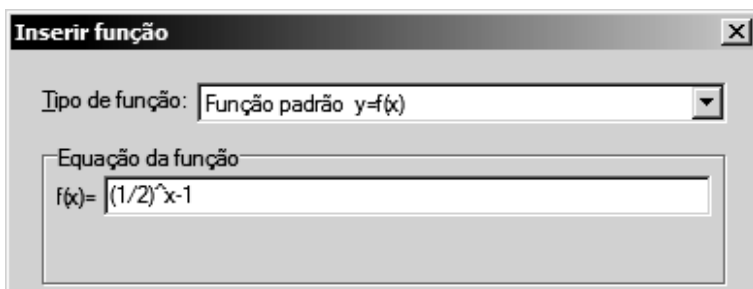 Inserir função
Tipo de função: Função padrão y=f(x)
Equação da função
f(x)= (1/2)^x-1